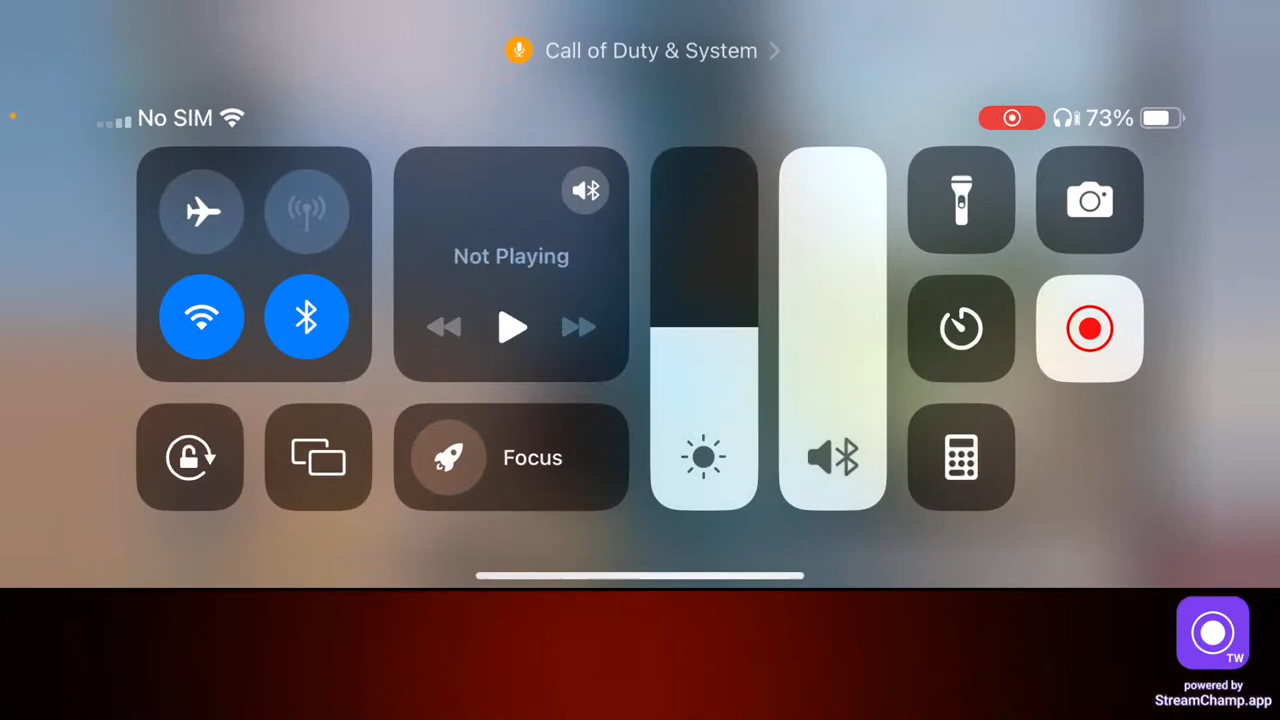 Call of Duty & System
No SIM
73%
Not Playing
Focus
TW
powered by
StreamChamp.app